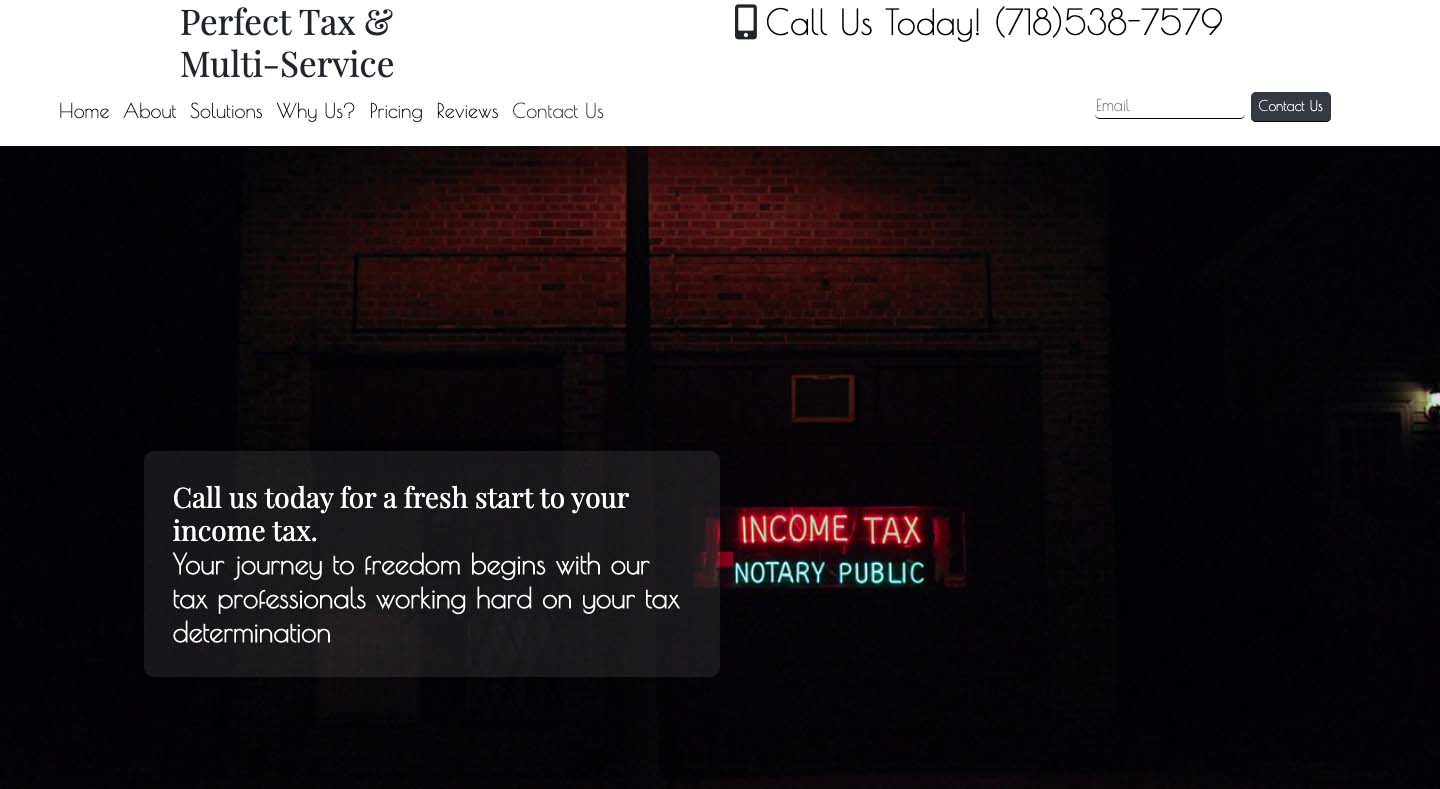 Perfect Tax &
Multi-Service
Call Us Today! (718)538-7579
Home About Solutions Why Us? Pricing Reviews Contact Us
Email
Contact Us
Call us today for a fresh start to your
income tax.
Your journey to freedom begins with our
tax professionals working hard on your tax
determination
INCOME TAX
NOTARY PUBLIC